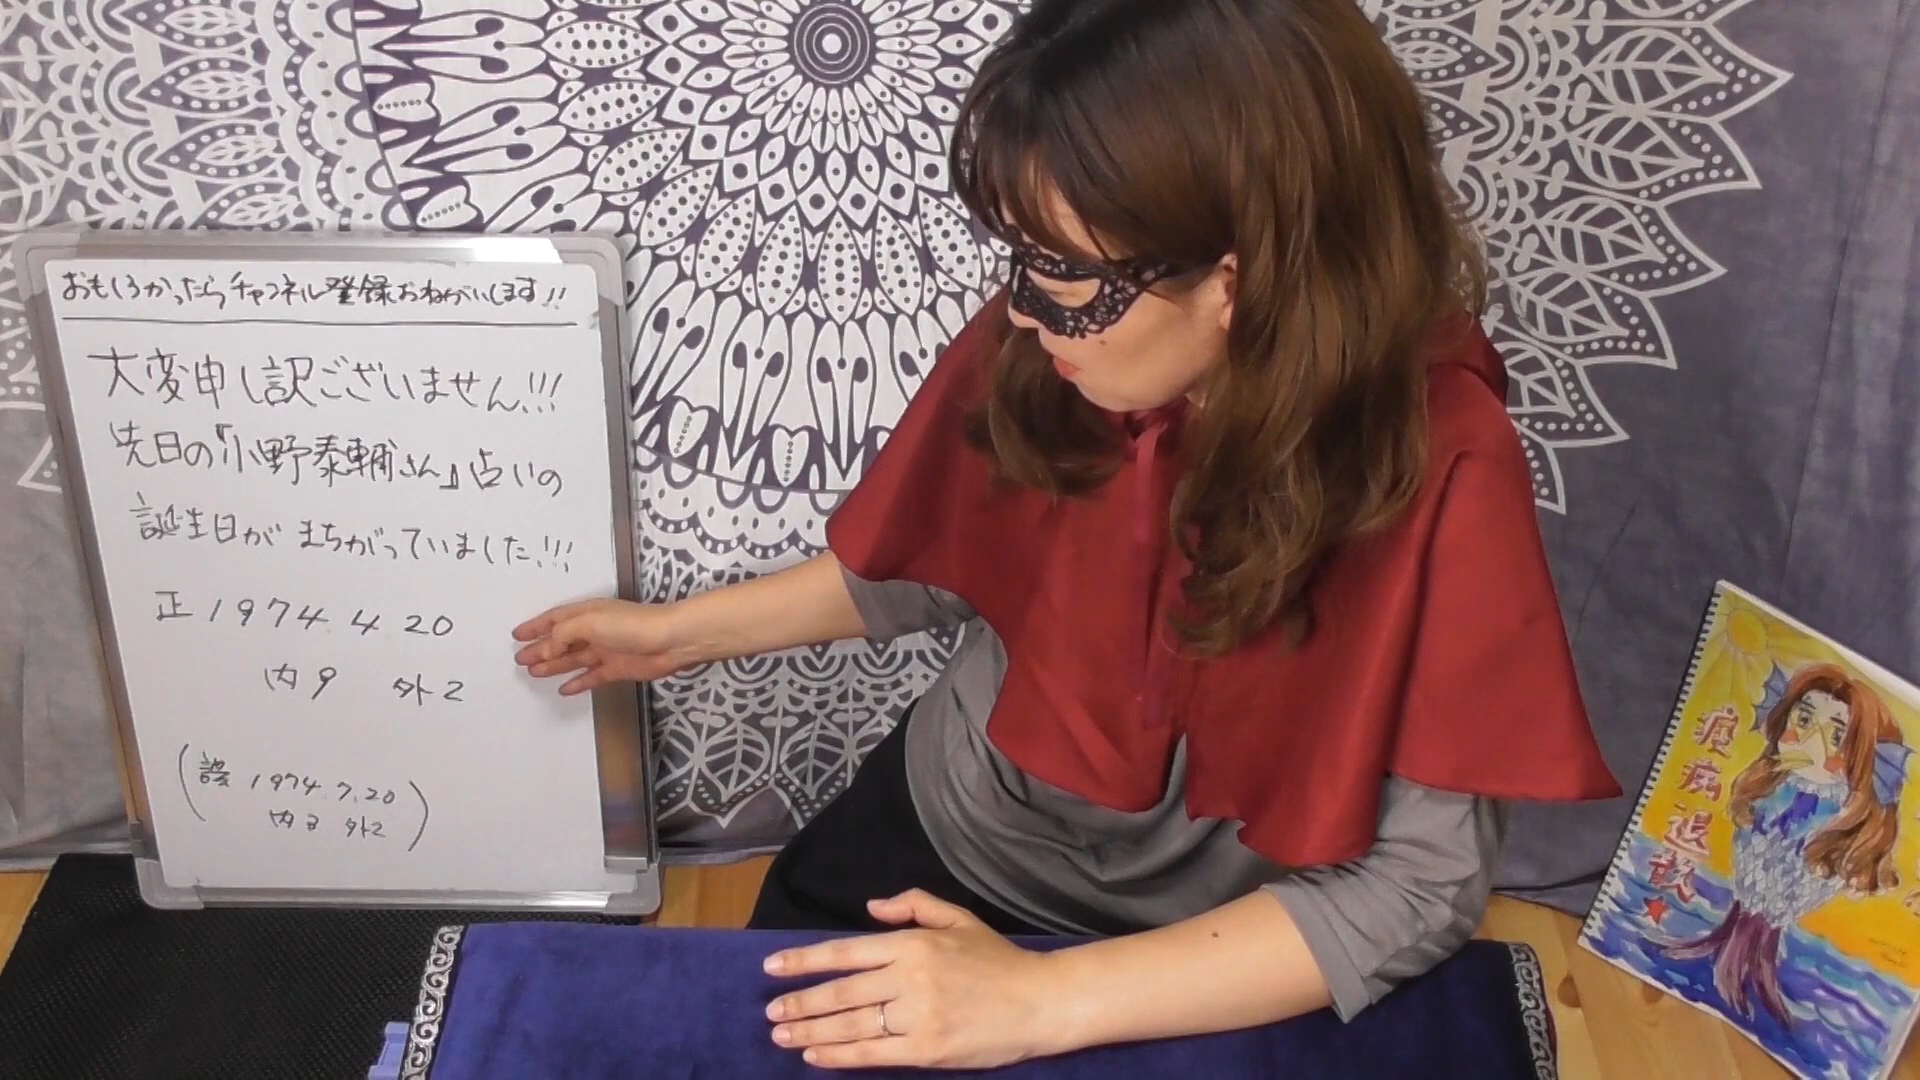 おもしろかったらチャンネル登録おねがいします!!
大変申し訳ございません!!!
先日の「小野泰輔さん」占いの
誕生日がまちがっていました!!!
正 1974.4.20
内9 外2
(誤 1974.7.20
内3 外2)
疫病退散